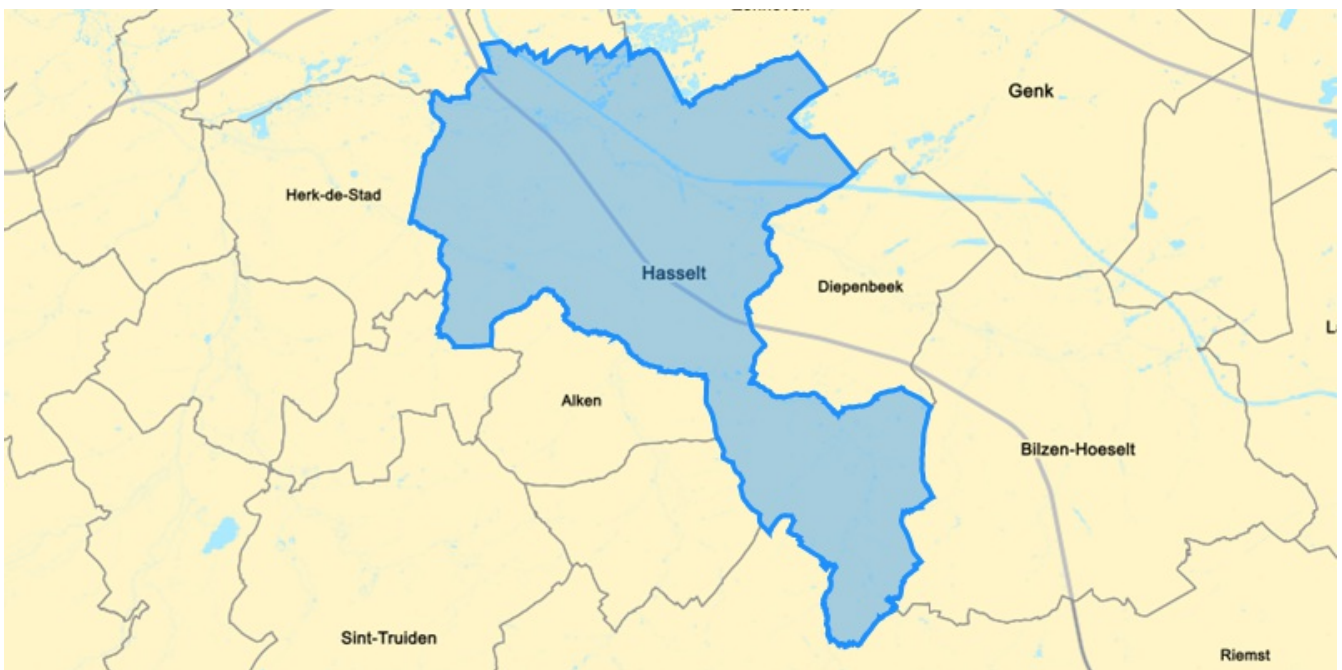 Genk
Herk-de-Stad
Hasselt
Diepenbeek
Alken
Bilzen-Hoeselt
Sint-Truiden
Riemst